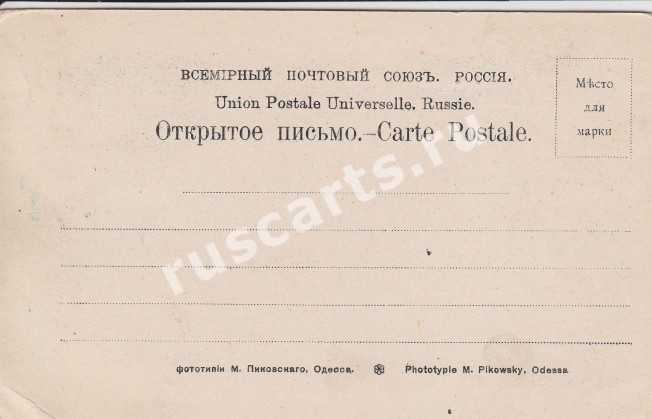 ВСЕМІРНЫЙ ПОЧТОВЫЙ СОЮЗЪ. РОССІЯ.
Union Postale Universelle. Russie.
Открытое письмо.–Carte Postale.
Мѣсто
для
марки
ruscarts.ru
фототипіи М. Пиковскаго, Одесса. Phototypie M. Pikowsky, Odessa